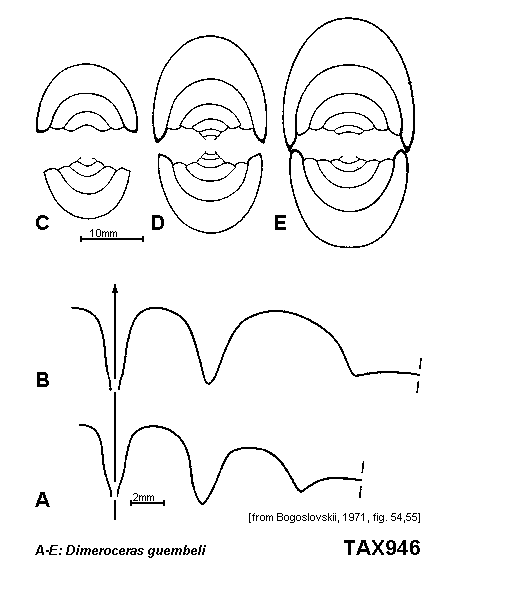 C D E
10mm
B
A
2mm
[from Bogoslovskii, 1971, fig. 54,55]
A-E: Dimeroceras guembeli TAX946